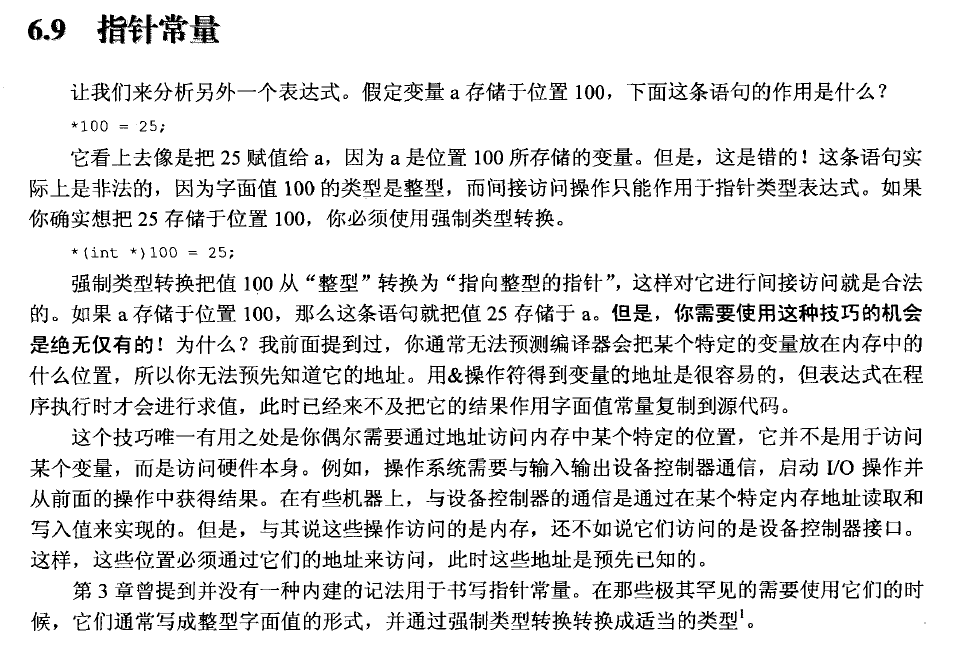 6.9 指针常量
让我们来分析另外一个表达式。假定变量 a 存储于位置 100，下面这条语句的作用是什么？
*100 = 25;
它看上去像是把 25 赋值给 a，因为 a 是位置 100 所存储的变量。但是，这是错的！这条语句实
际上是非法的，因为字面值 100 的类型是整型，而间接访问操作只能作用于指针类型表达式。如果
你确实想把 25 存储于位置 100，你必须使用强制类型转换。
*(int *)100 = 25;
强制类型转换把值 100 从“整型”转换为“指向整型的指针”，这样对它进行间接访问就是合法
的。如果 a 存储于位置 100，那么这条语句就把值 25 存储于 a。但是，你需要使用这种技巧的机会
是绝无仅有的！为什么？我前面提到过，你通常无法预测编译器会把某个特定的变量放在内存中的
什么位置，所以你无法预先知道它的地址。用&操作符得到变量的地址是很容易的，但表达式在程
序执行时才会进行求值，此时已经来不及把它的结果作用字面值常量复制到源代码。
这个技巧唯一有用之处是你偶尔需要通过地址访问内存中某个特定的位置，它并不是用于访问
某个变量，而是访问硬件本身。例如，操作系统需要与输入输出设备控制器通信，启动 I/O 操作并
从前面的操作中获得结果。在有些机器上，与设备控制器的通信是通过在某个特定内存地址读取和
写入值来实现的。但是，与其说这些操作访问的是内存，还不如说它们访问的是设备控制器接口。
这样，这些位置必须通过它们的地址来访问，此时这些地址是预先已知的。
第 3 章曾提到并没有一种内建的记法用于书写指针常量。在那些极其罕见的需要使用它们的时
候，它们通常写成整型字面值的形式，并通过强制类型转换转换成适当的类型¹。